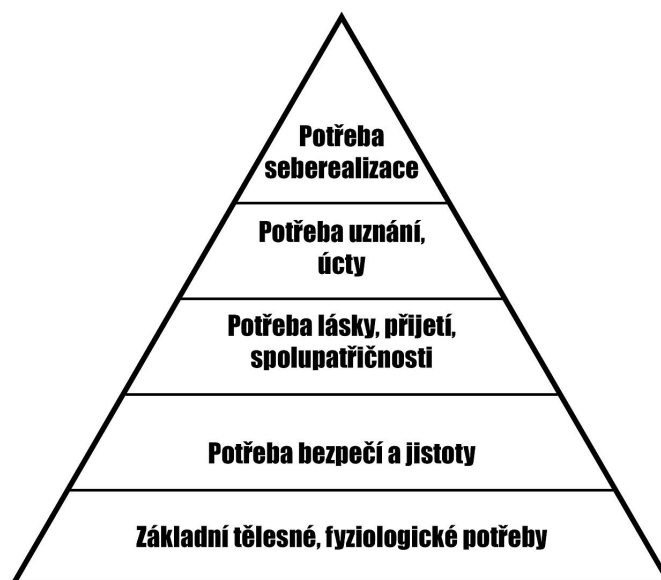 Potřeba
seberealizace
Potřeba uznání,
úcty
Potřeba lásky, přijetí,
spolupatřičnosti
Potřeba bezpečí a jistoty
Základní tělesné, fyziologické potřeby